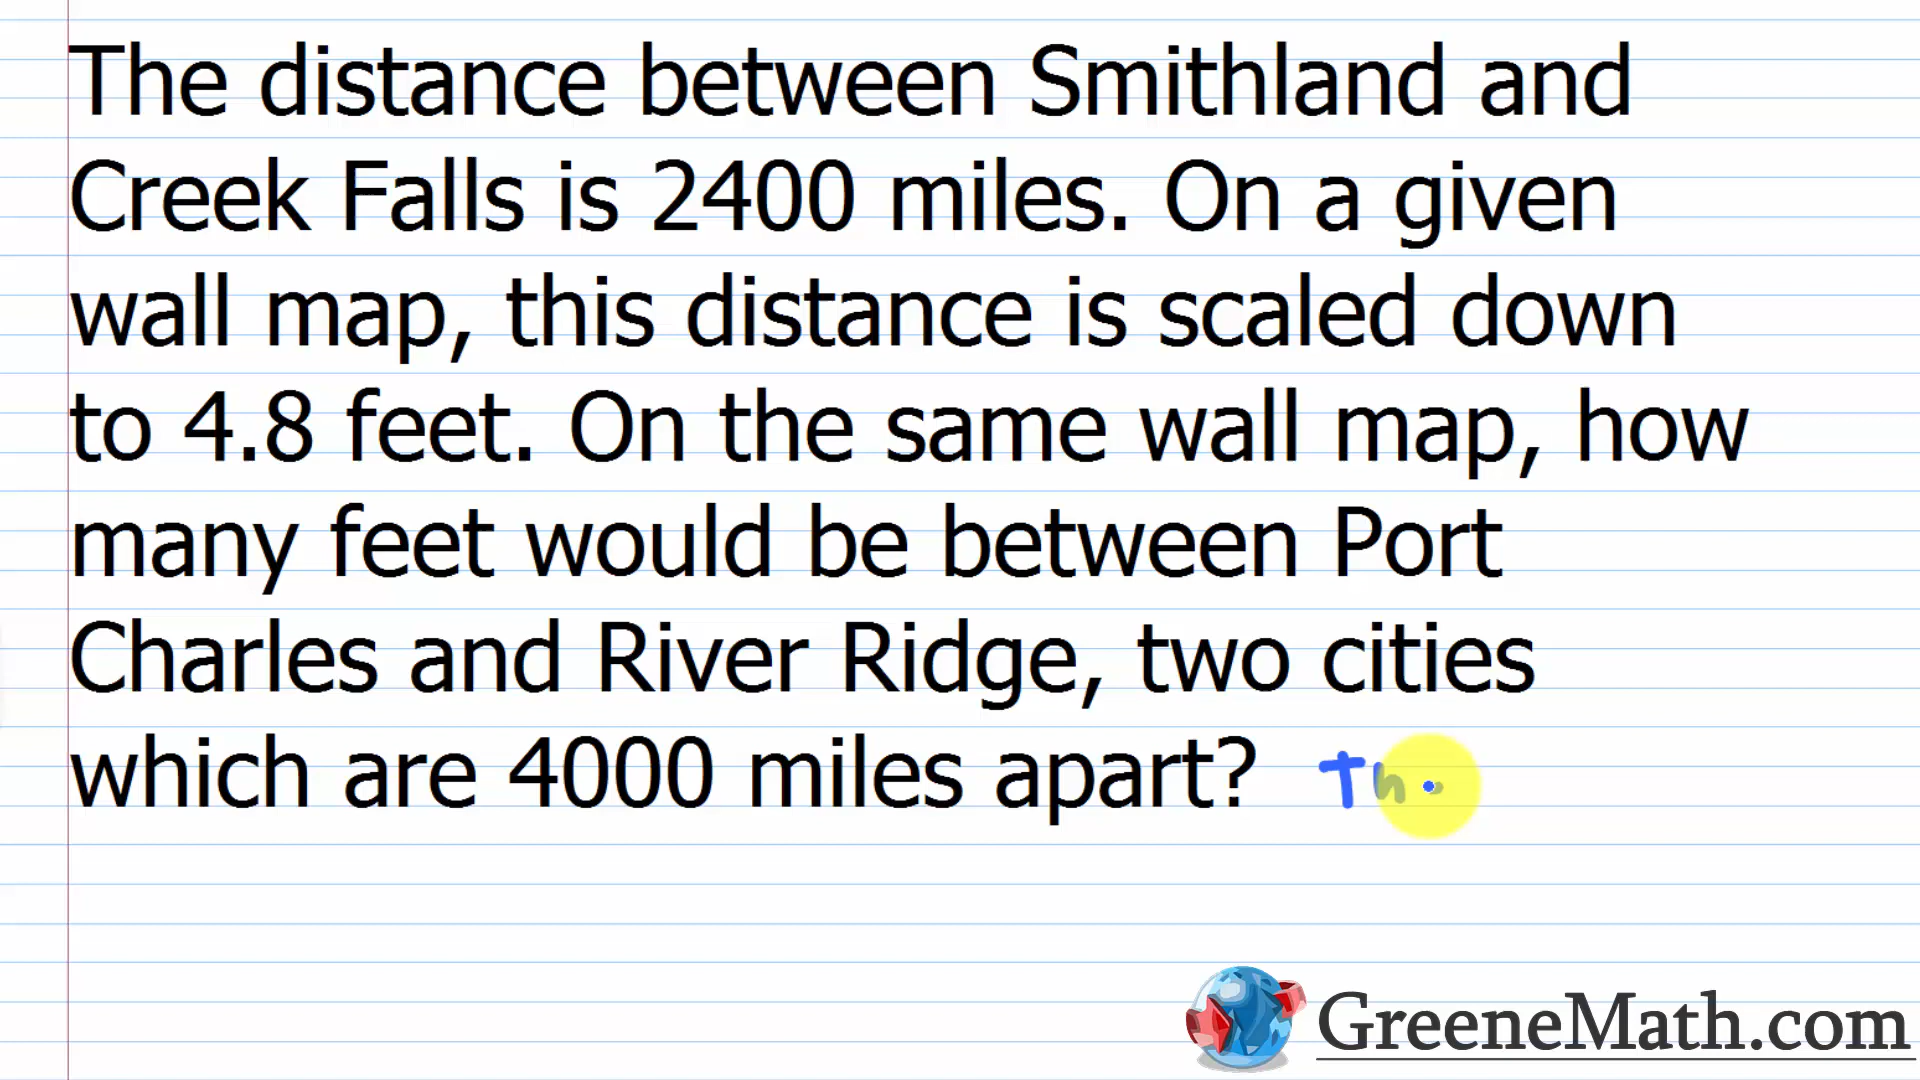 The distance between Smithland and
Creek Falls is 2400 miles. On a given
wall map, this distance is scaled down
to 4.8 feet. On the same wall map, how
many feet would be between Port
Charles and River Ridge, two cities
which are 4000 miles apart?
GreeneMath.com